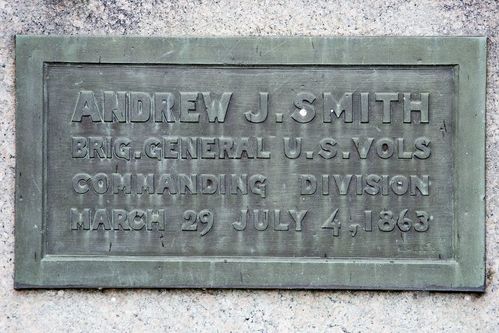 ANDREW J. SMITH
BRIG. GENERAL U.S. VOLS
COMMANDING DIVISION
MARCH 29 JULY 4, 1863